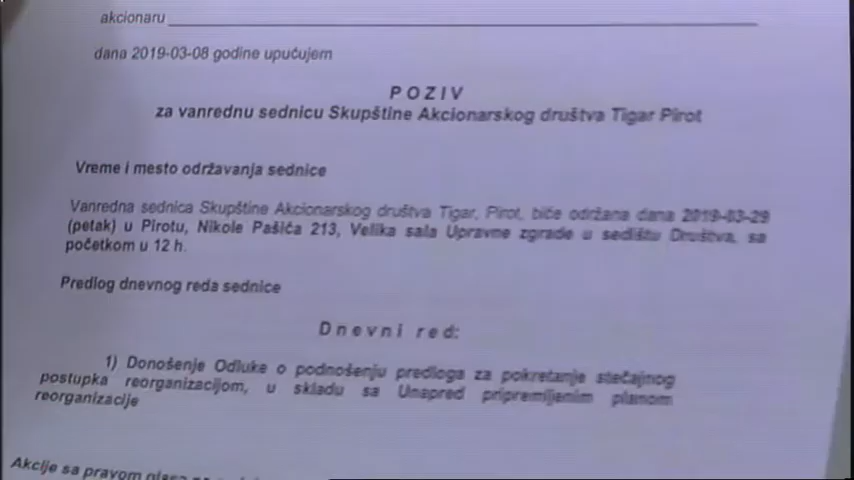 akcionaru
dana 2019-03-08 godine upućujem
P O Z I V
za vanrednu sednicu Skupštine Akcionarskog društva Tigar Pirot
Vreme i mesto održavanja sednice
Vanredna sednica Skupštine Akcionarskog društva Tigar, Pirot, biće održana dana 2019-03-29
(petak) u Pirotu, Nikole Pašića 213, Velika sala Upravne zgrade u sedištu Društva, sa
početkom u 12 h.
Predlog dnevnog reda sednice
D n e v n i r e d:
1) Donošenje Odluke o podnošenju predloga za pokretanje stečajnog
postupka reorganizacijom, u skladu sa Unapred pripremljenim planom
reorganizacije
Akcije sa pravom